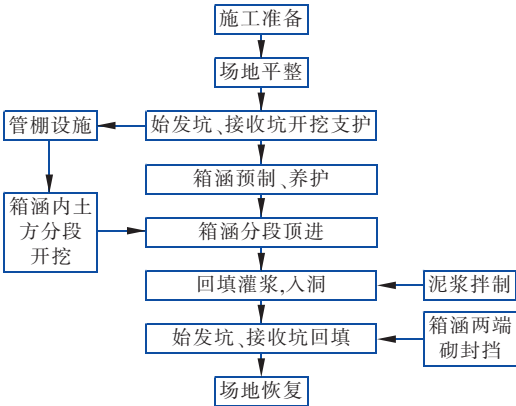 施工准备
场地平整
管棚设施
始发坑、接收坑开挖支护
箱涵预制、养护
箱涵内土
方分段
开挖
箱涵分段顶进
回填灌浆,入洞
泥浆拌制
始发坑、接收坑回填
箱涵两端
砌封挡
场地恢复